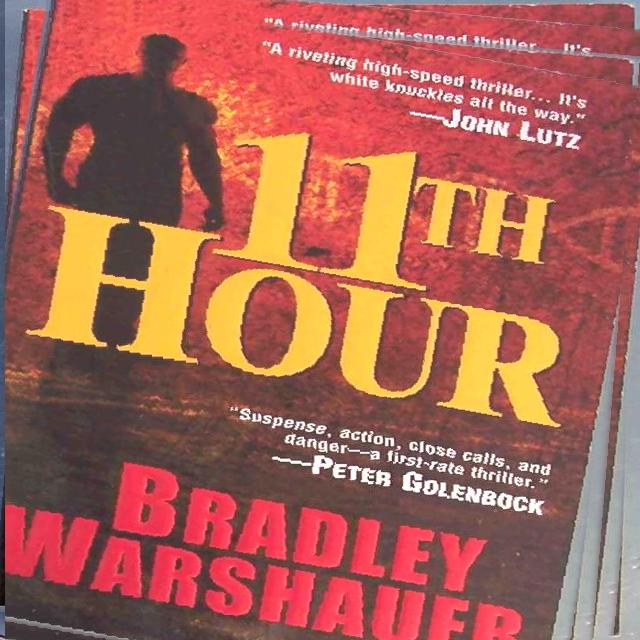 "A riveting high-speed thriller... It's
"A riveting high-speed thriller... It's
white knuckles all the way."
—John Lutz
11TH
HOUR
"Suspense, action, close calls, and
danger—a first-rate thriller."
—Peter Golenbock
BRADLEY
WARSHAUER